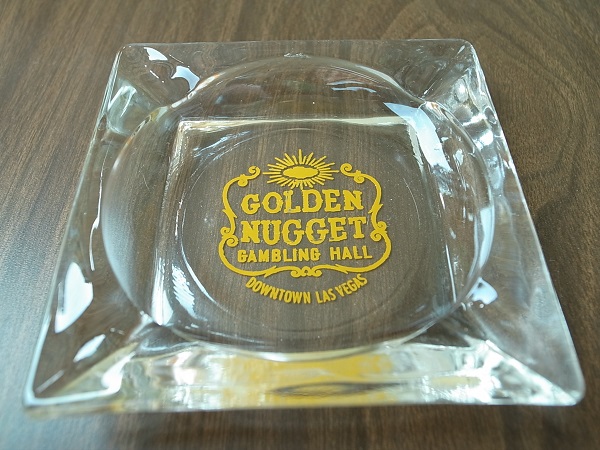 GOLDEN
NUGGET
GAMBLING HALL
DOWNTOWN LAS VEGAS